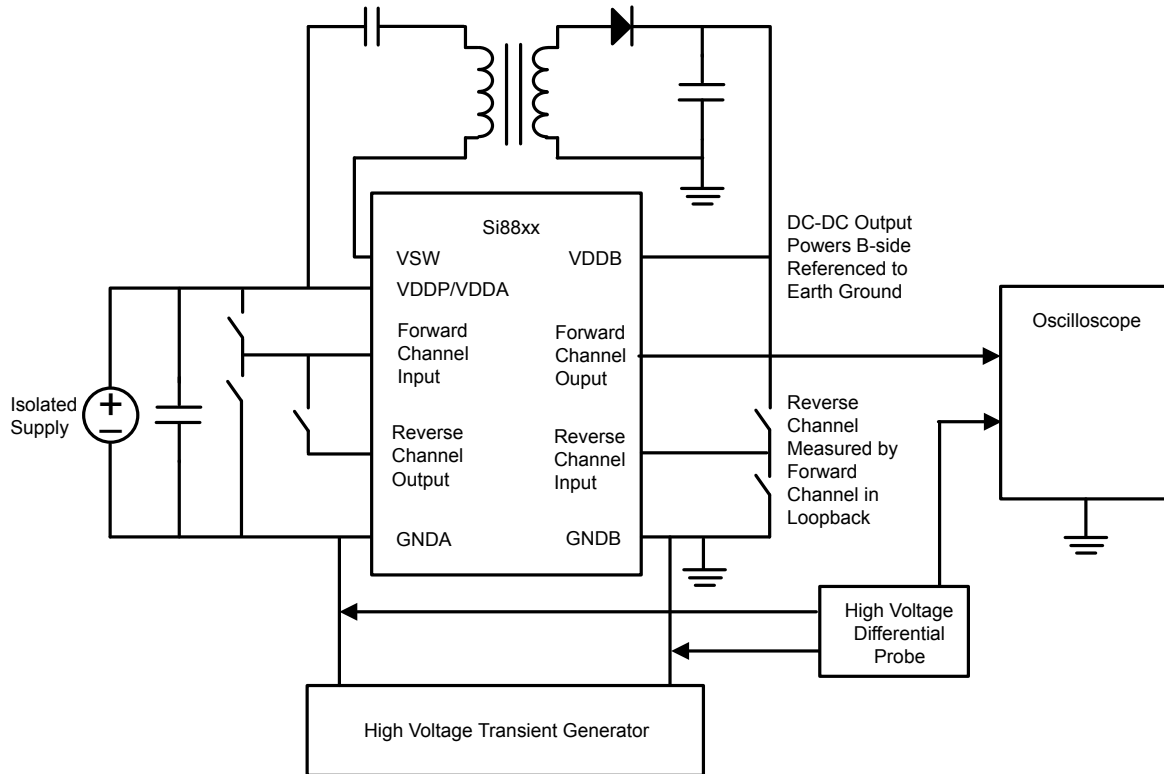 Si88xx
VSW
VDDB
VDDP/VDDA
Forward
Channel
Input
Forward
Channel
Ouput
Reverse
Channel
Output
Reverse
Channel
Input
GNDA
GNDB
Isolated
Supply
+
–
DC-DC Output
Powers B-side
Referenced to
Earth Ground
Oscilloscope
Reverse
Channel
Measured by
Forward
Channel in
Loopback
High Voltage
Differential
Probe
High Voltage Transient Generator